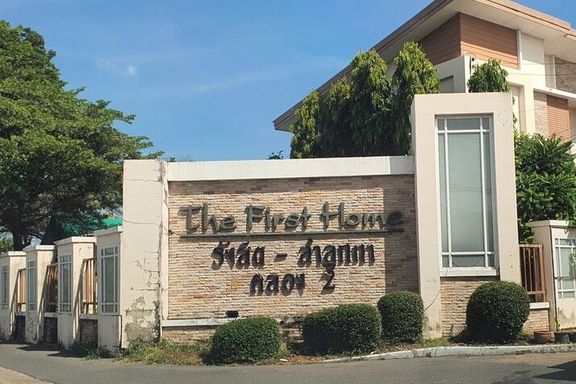 The First Home
รังสิต - ลำลูกกา
คลอง 2